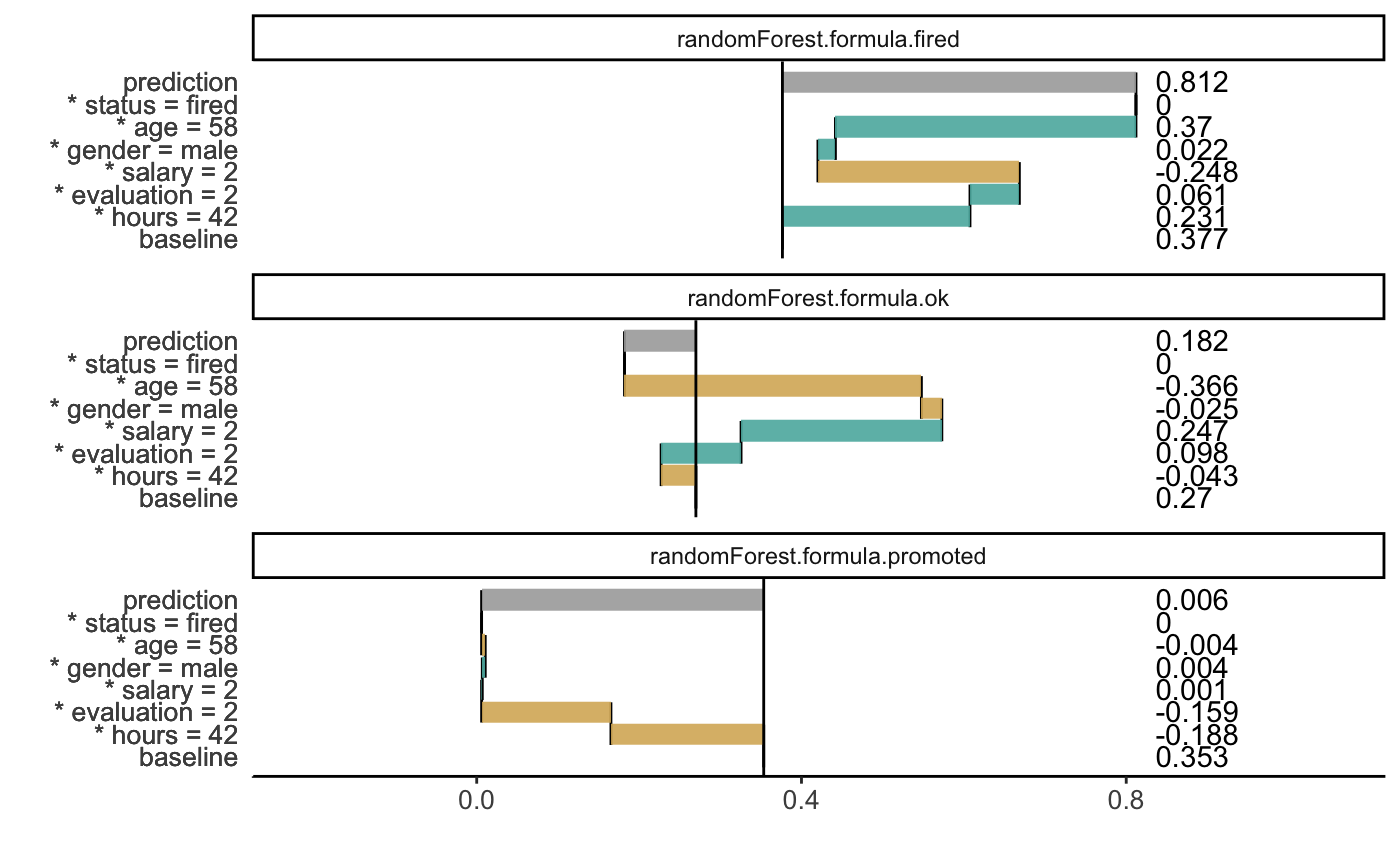 randomForest.formula.fired
prediction 0.812
* status = fired 0
* age = 58 0.37
* gender = male 0.022
* salary = 2 -0.248
* evaluation = 2 0.061
* hours = 42 0.231
baseline 0.377
randomForest.formula.ok
prediction 0.182
* status = fired 0
* age = 58 -0.366
* gender = male -0.025
* salary = 2 0.247
* evaluation = 2 0.098
* hours = 42 -0.043
baseline 0.27
randomForest.formula.promoted
prediction 0.006
* status = fired 0
* age = 58 -0.004
* gender = male 0.004
* salary = 2 0.001
* evaluation = 2 -0.159
* hours = 42 -0.188
baseline 0.353
0.0 0.4 0.8